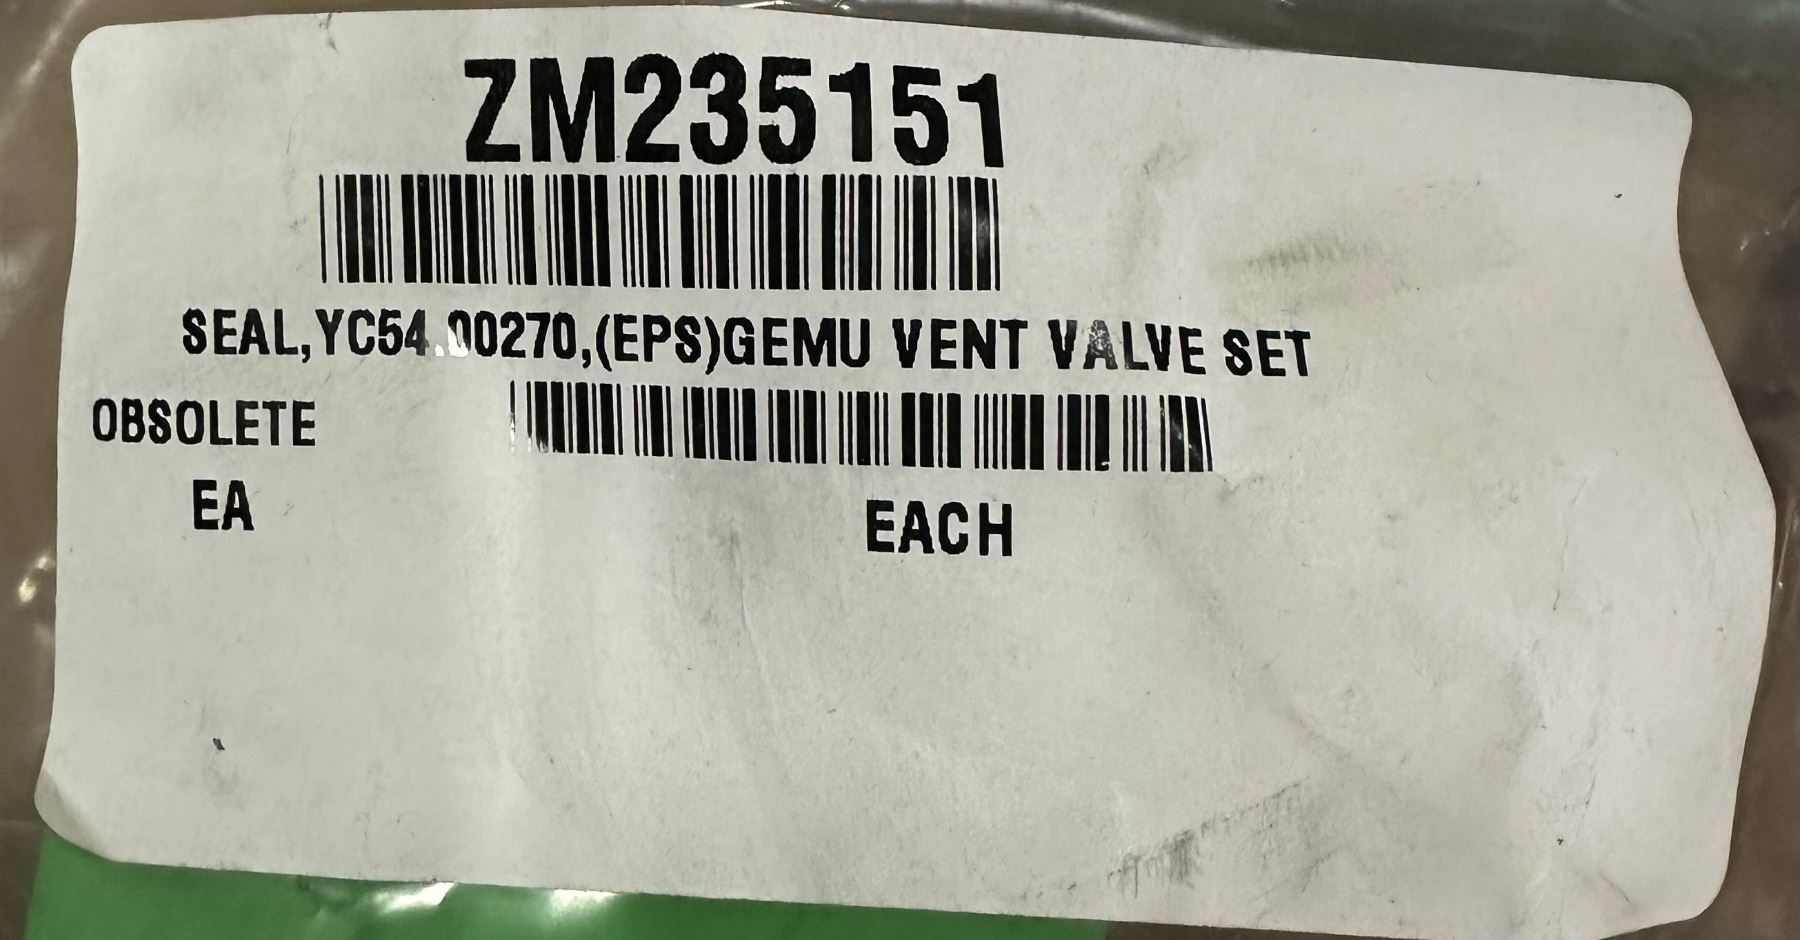 ZM235151
SEAL,YC54.00270,(EPS)GEMU VENT VALVE SET
OBSOLETE
EA EACH